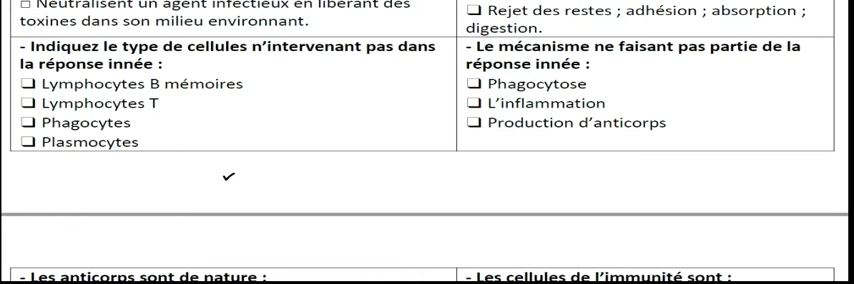 □ Neutralisent un agent infectieux en libérant des
toxines dans son milieu environnant.
❑ Rejet des restes ; adhésion ; absorption ;
digestion.
- Indiquez le type de cellules n’intervenant pas dans
la réponse innée :
❑ Lymphocytes B mémoires
❑ Lymphocytes T
❑ Phagocytes
❑ Plasmocytes
- Le mécanisme ne faisant pas partie de la
réponse innée :
❑ Phagocytose
❑ L’inflammation
❑ Production d’anticorps
- Les anticorps sont de nature :
- Les cellules de l’immunité sont :